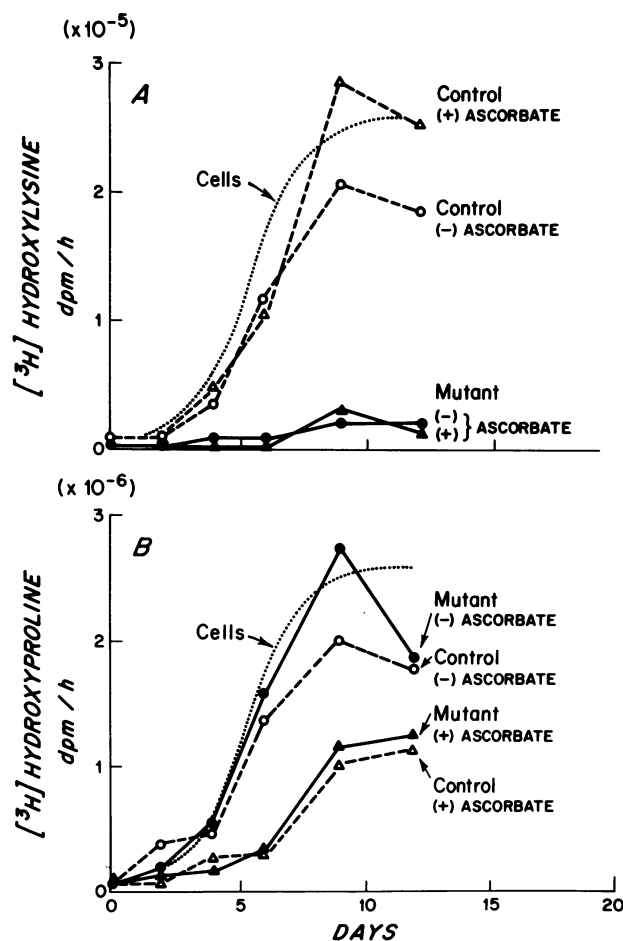 (x10⁻⁵)
3
A
Control
(+) ASCORBATE
Cells
2
Control
(-) ASCORBATE
[³H] HYDROXYLYSINE
dpm / h
1
Mutant
(-)
(+) } ASCORBATE
0
(x 10⁻⁶)
3
B
Mutant
(-) ASCORBATE
Cells
Control
(-) ASCORBATE
2
[³H] HYDROXYPROLINE
dpm / h
Mutant
(+) ASCORBATE
1
Control
(+) ASCORBATE
0
0 5 10 15 20
DAYS